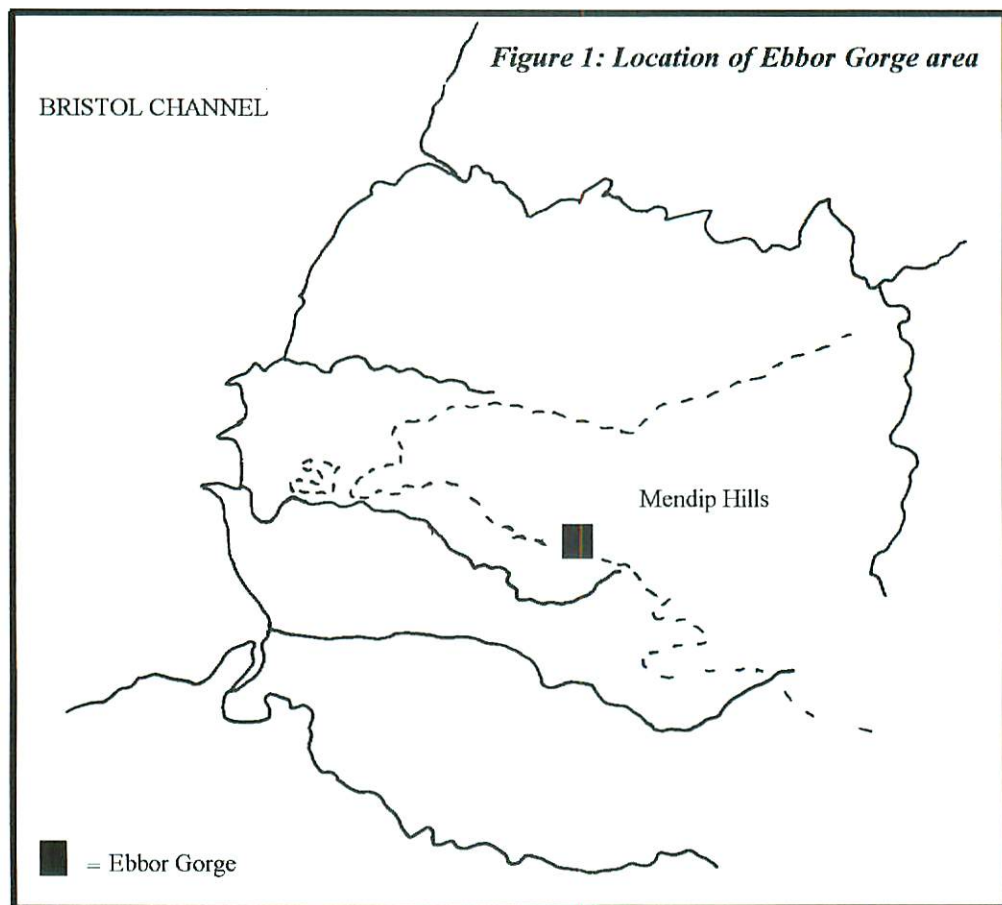 Figure 1: Location of Ebbor Gorge area
BRISTOL CHANNEL
Mendip Hills
= Ebbor Gorge